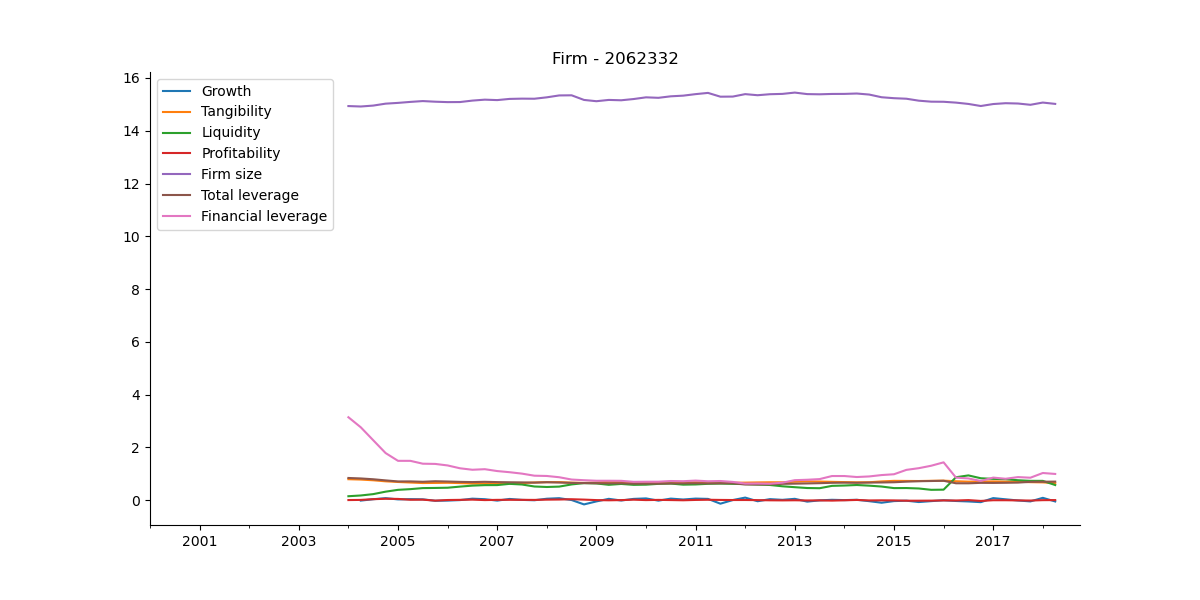 Firm - 2062332
16
14
12
10
8
6
4
2
0
Growth
Tangibility
Liquidity
Profitability
Firm size
Total leverage
Financial leverage
2001 2003 2005 2007 2009 2011 2013 2015 2017